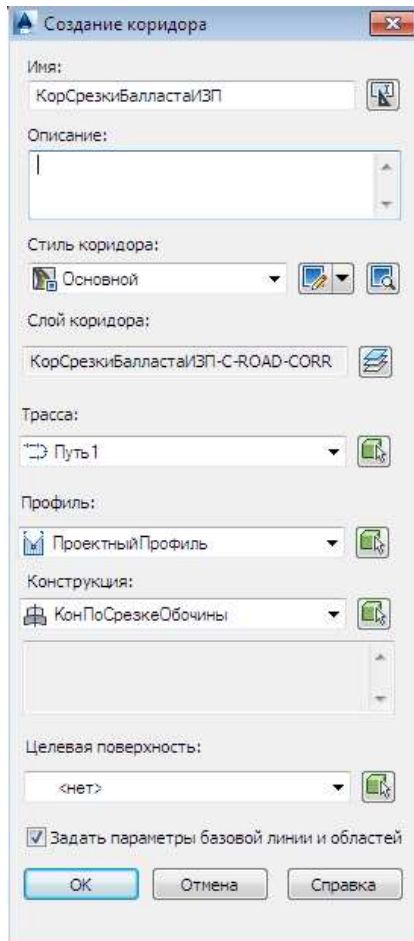 Создание коридора
Имя:
КорСрезкиБалластаИЗП
Описание:
Стиль коридора:
Основной
Слой коридора:
КорСрезкиБалластаИЗП-C-ROAD-CORR
Трасса:
Путь1
Профиль:
ПроектныйПрофиль
Конструкция:
КонПоСрезкеОбочины
Целевая поверхность:
<нет>
Задать параметры базовой линии и областей
ОК
Отмена
Справка